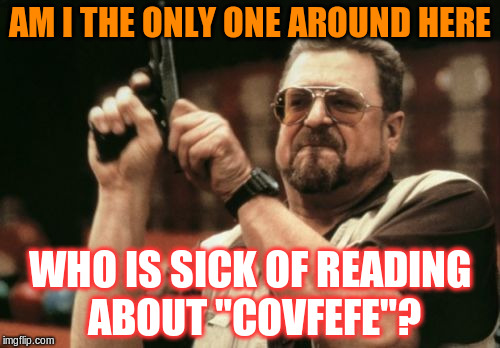 AM I THE ONLY ONE AROUND HERE
WHO IS SICK OF READING
ABOUT "COVFEFE"?
imgflip.com